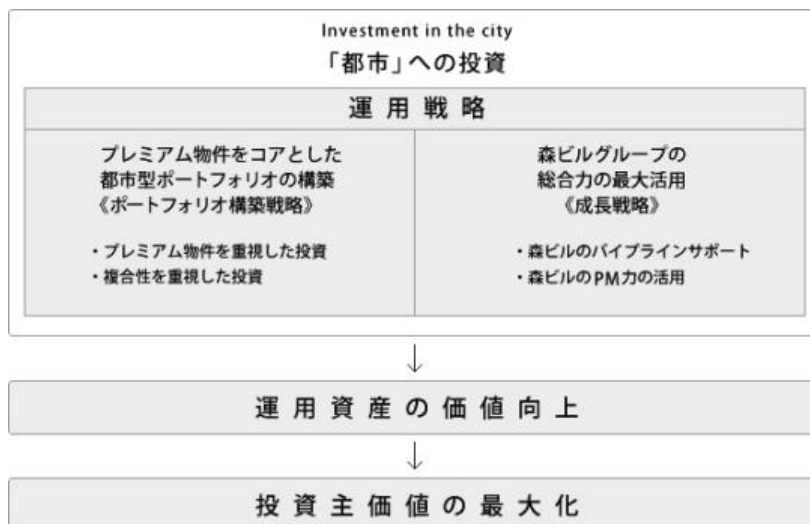 Investment in the city
「都市」への投資
運用戦略
プレミアム物件をコアとした
都市型ポートフォリオの構築
《ポートフォリオ構築戦略》
・プレミアム物件を重視した投資
・複合性を重視した投資
森ビルグループの
総合力の最大活用
《成長戦略》
・森ビルのパイプラインサポート
・森ビルのPM力の活用
↓
運用資産の価値向上
↓
投資主価値の最大化